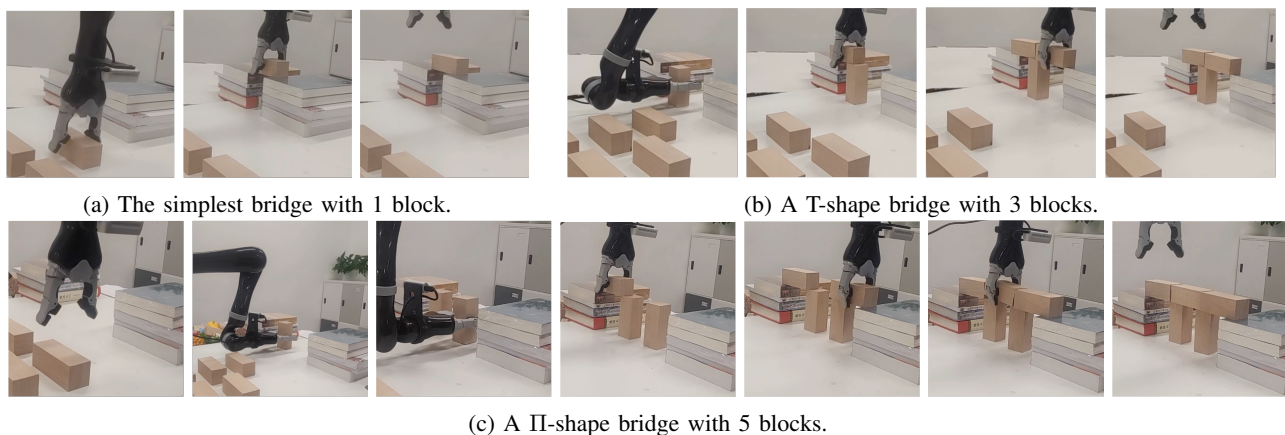 (a) The simplest bridge with 1 block.
(b) A T-shape bridge with 3 blocks.
(c) A Π-shape bridge with 5 blocks.